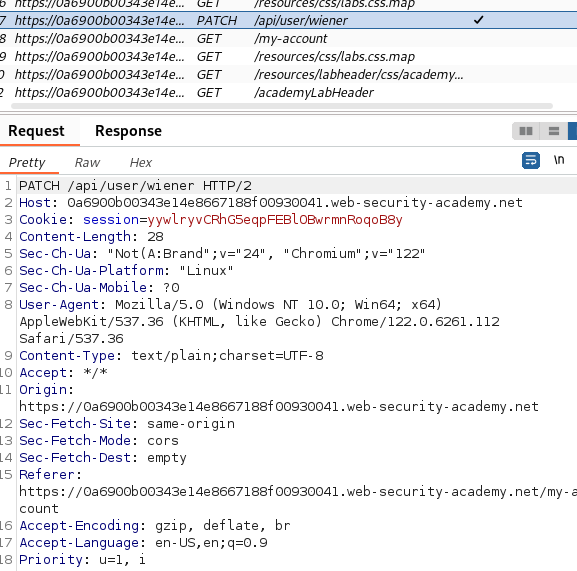 6 https://0a6900b00343e14e... GET /resources/css/labs.css.map
7 https://0a6900b00343e14e... PATCH /api/user/wiener ✓
8 https://0a6900b00343e14e... GET /my-account
9 https://0a6900b00343e14e... GET /resources/css/labs.css.map
0 https://0a6900b00343e14e... GET /resources/labheader/css/academy...
2 https://0a6900b00343e14e... GET /academyLabHeader
Request Response
Pretty Raw Hex \n
1 PATCH /api/user/wiener HTTP/2
2 Host: 0a6900b00343e14e8667188f00930041.web-security-academy.net
3 Cookie: session=yywlryvCRhG5eqpFEBlOBwrmnRoqoB8y
4 Content-Length: 28
5 Sec-Ch-Ua: "Not(A:Brand";v="24", "Chromium";v="122"
6 Sec-Ch-Ua-Platform: "Linux"
7 Sec-Ch-Ua-Mobile: ?0
8 User-Agent: Mozilla/5.0 (Windows NT 10.0; Win64; x64)
AppleWebKit/537.36 (KHTML, like Gecko) Chrome/122.0.6261.112
Safari/537.36
9 Content-Type: text/plain;charset=UTF-8
10 Accept: */*
11 Origin:
https://0a6900b00343e14e8667188f00930041.web-security-academy.net
12 Sec-Fetch-Site: same-origin
13 Sec-Fetch-Mode: cors
14 Sec-Fetch-Dest: empty
15 Referer:
https://0a6900b00343e14e8667188f00930041.web-security-academy.net/my-a
count
16 Accept-Encoding: gzip, deflate, br
17 Accept-Language: en-US,en;q=0.9
18 Priority: u=1, i